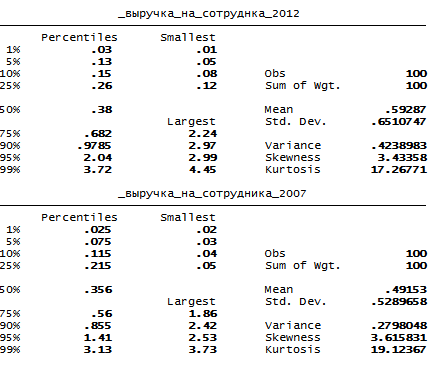 _выручка_на_сотруднка_2012
Percentiles Smallest
1% .03 .01
5% .13 .05
10% .15 .08 Obs 100
25% .26 .12 Sum of Wgt. 100
50% .38 Mean .59287
Largest Std. Dev. .6510747
75% .682 2.24
90% .9785 2.97 Variance .4238983
95% 2.04 2.99 Skewness 3.43358
99% 3.72 4.45 Kurtosis 17.26771
_выручка_на_сотрудника_2007
Percentiles Smallest
1% .025 .02
5% .075 .03
10% .115 .04 Obs 100
25% .215 .05 Sum of Wgt. 100
50% .356 Mean .49153
Largest Std. Dev. .5289658
75% .56 1.86
90% .855 2.42 Variance .2798048
95% 1.41 2.53 Skewness 3.615831
99% 3.13 3.73 Kurtosis 19.12367